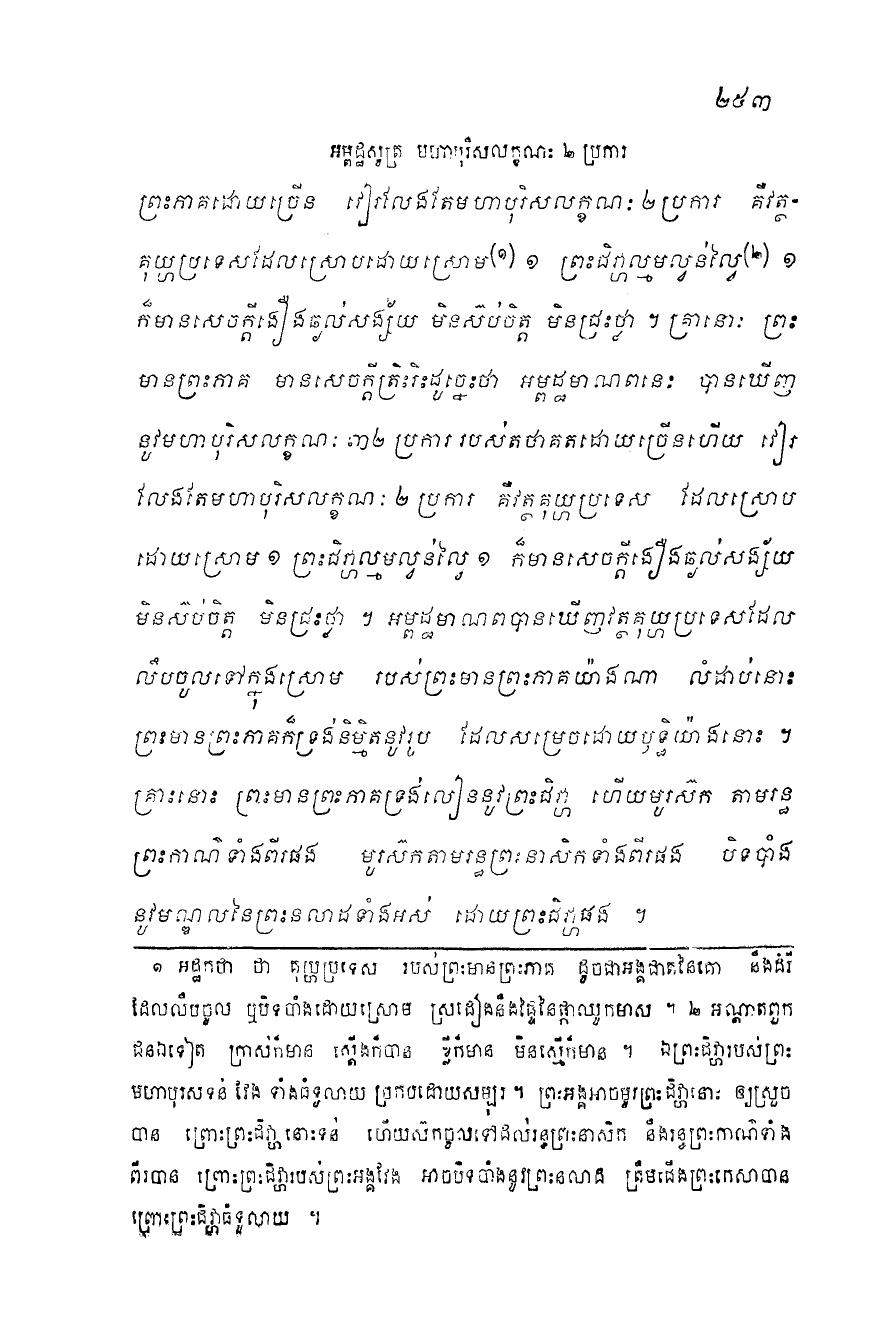 ២៥៣
អម្ពដ្ឋសូត្រ មហាបុរិសលក្ខណៈ ២ ប្រការ
ព្រះភាគដោយច្រើន វៀរលែងតែមហាបុរិសលក្ខណៈ ២ ប្រការ គឺវត្ថ-
គុយ្ហប្រទេសដែលស្រោបដោយស្រោម(១) ១ ព្រះជិវ្ហាល្មមល្វន់ល្វៃ(២) ១
ក៏មានសេចក្តីងឿងឆ្ងល់សង្ស័យ មិនស៊ប់ចិត្ត មិនជ្រះថ្លា ។ គ្រានោះ ព្រះ
មានព្រះភាគ មានសេចក្តីត្រិះរិះដូច្នេះថា អម្ពដ្ឋមាណពនេះ បានឃើញ
នូវមហាបុរិសលក្ខណៈ ៣២ ប្រការ របស់តថាគតដោយច្រើនហើយ វៀរ
លែងតែមហាបុរិសលក្ខណៈ ២ ប្រការ គឺវត្ថគុយ្ហប្រទេស ដែលស្រោប
ដោយស្រោម ១ ព្រះជិវ្ហាល្មមល្វន់ល្វៃ ១ ក៏មានសេចក្តីងឿងឆ្ងល់សង្ស័យ
មិនស៊ប់ចិត្ត មិនជ្រះថ្លា ។ អម្ពដ្ឋមាណពបានឃើញវត្ថគុយ្ហប្រទេសដែល
លឹបចូលទៅក្នុងស្រោម របស់ព្រះមានព្រះភាគយ៉ាងណា លំដាប់នោះ
ព្រះមានព្រះភាគក៏ទ្រង់និម្មិតនូវរូប ដែលសម្រេចដោយឫទ្ធិយ៉ាងនោះ ។
គ្រានោះ ព្រះមានព្រះភាគទ្រង់លៀននូវព្រះជិវ្ហា ហើយមូរស៊ក តាមរន្ធ
ព្រះកាណ៌ទាំងពីរផង មូរស៊កតាមរន្ធព្រះនាសិកទាំងពីរផង បិទបាំង
នូវមណ្ឌលនៃព្រះនលាដទាំងអស់ ដោយព្រះជិវ្ហាផង ។
១ អដ្ឋកថា ថា គុយ្ហប្រទេស របស់ព្រះមានព្រះភាគ ដូចជាអង្គជាតនៃគោ នឹងដំរី
ដែលលឹបចូល ឬបិទបាំងដោយស្រោម ស្រដៀងនឹងផ្ទៃនៃផ្កាឈូកមាស ។ ២ អណ្តាតពួក
ជនឯទៀត ក្រាស់ក៏មាន ស្តើងក៏បាន ខ្លីក៏មាន មិនស្មើក៏មាន ។ ឯព្រះជិវ្ហារបស់ព្រះ
មហាបុរសទន់ វែង ទាំងធំទូលាយ ប្រកបដោយសម្បុរ ។ ព្រះអង្គអាចមូរព្រះជិវ្ហានោះ ឲ្យស្រួច
បាន ព្រោះព្រះជិវ្ហានោះទន់ ហើយស៊កចូលទៅដល់រន្ធព្រះនាសិក នឹងរន្ធព្រះកាណ៌ទាំង
ពីរបាន ព្រោះព្រះជិវ្ហារបស់ព្រះអង្គវែង អាចបិទបាំងនូវព្រះនលាដ ត្រឹមជើងព្រះកេសាបាន
ព្រោះព្រះជិវ្ហាធំទូលាយ ។